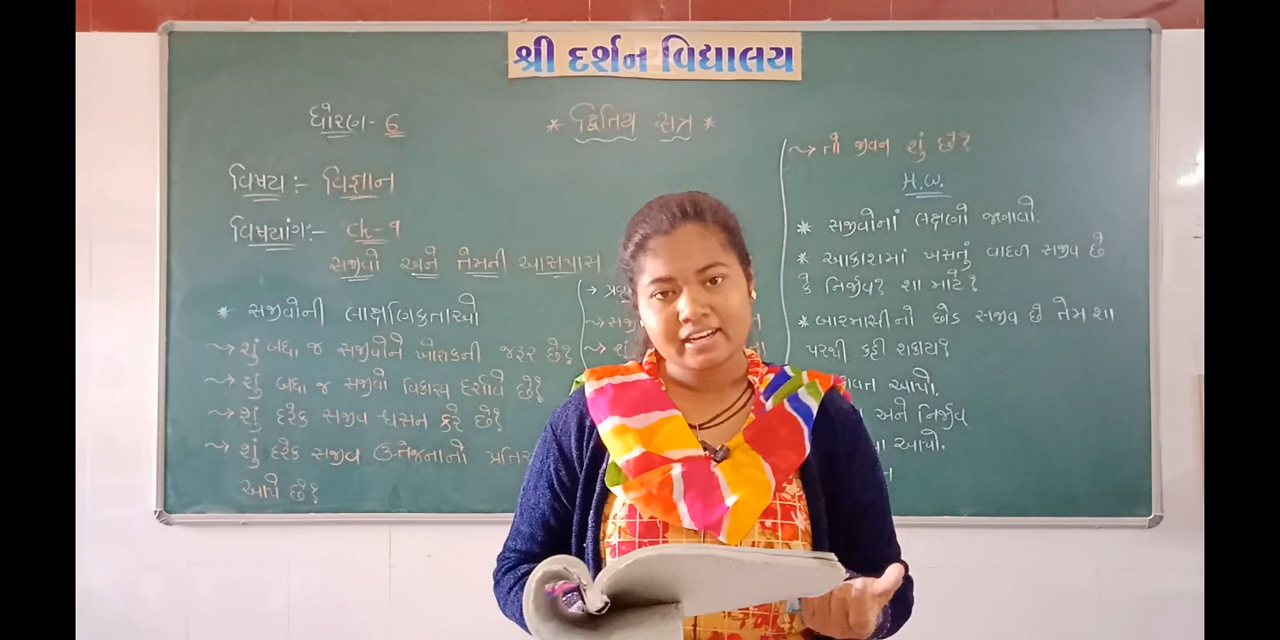 શ્રી દર્શન વિદ્યાલય
ધોરણ - 6
* દ્વિતિય સત્ર *
વિષય :- વિજ્ઞાન
વિષયાંગ :- ch-9
સજીવો અને તેમની આસપાસ
* સજીવોની લાક્ષણિકતાઓ
→ શું બધા જ સજીવોને ખોરાકની જરૂર છે?
→ શું બધા જ સજીવો વિકાસ દર્શાવે છે?
→ શું દરેક સજીવ શ્વસન કરે છે?
→ શું દરેક સજીવ ઉત્તેજનાનો
આપે છે?
→
→
→ શું
→ તો જીવન શું છે?
H.W.
* સજીવોનાં લક્ષણો જણાવો.
* આકાશમાં ખસતું વાદળ સજીવ છે
કે નિર્જીવ? શા માટે?
* બારમાસીનો છોડ સજીવ છે તેમ શા
પરથી કહી શકાય?
આપો.
અને નિર્જીવ
આપો.